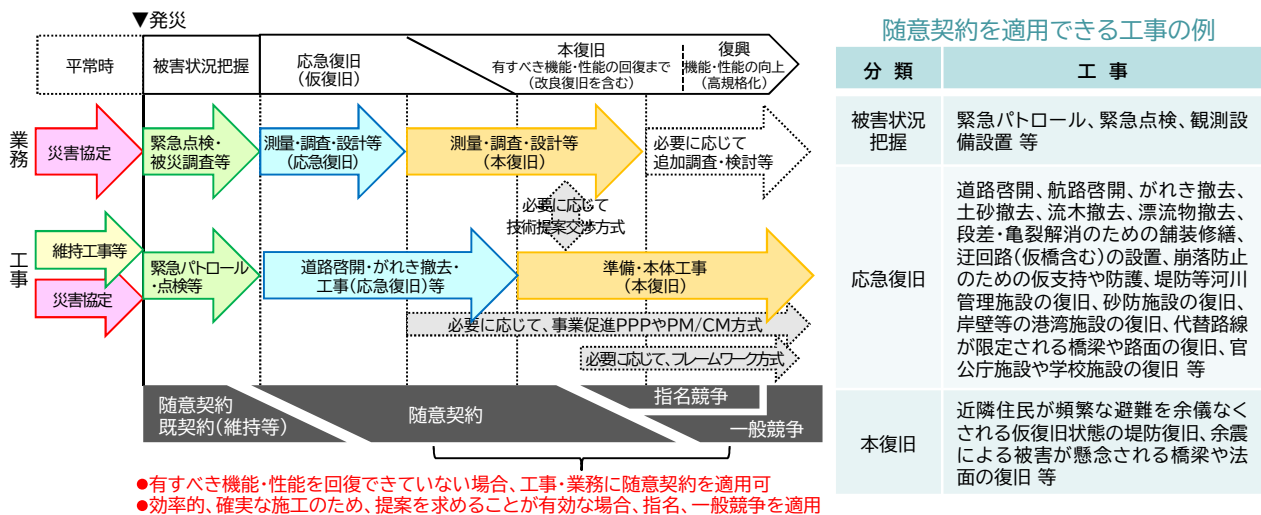 ▼発災
平常時
被害状況把握
応急復旧
(仮復旧)
本復旧
有すべき機能・性能の回復まで
(改良復旧を含む)
復興
機能・性能の向上
(高規格化)
業務
災害協定
緊急点検・
被災調査等
測量・調査・設計等
(応急復旧)
測量・調査・設計等
(本復旧)
必要に応じて
追加調査・検討等
必要に応じて
技術提案交渉方式
工事
維持工事等
災害協定
緊急パトロール
・点検等
道路啓開・がれき撤去・
工事(応急復旧)等
準備・本体工事
(本復旧)
必要に応じて、事業促進PPPやPM/CM方式
必要に応じて、フレームワーク方式
随意契約
既契約(維持等)
随意契約
指名競争
一般競争
●有すべき機能・性能を回復できていない場合、工事・業務に随意契約を適用可
●効率的、確実な施工のため、提案を求めることが有効な場合、指名、一般競争を適用
随意契約を適用できる工事の例
分 類
工 事
被害状況
把握
緊急パトロール、緊急点検、観測設
備設置 等
応急復旧
道路啓開、航路啓開、がれき撤去、
土砂撤去、流木撤去、漂流物撤去、
段差・亀裂解消のための舗装修繕、
迂回路(仮橋含む)の設置、崩落防止
のための仮支持や防護、堤防等河川
管理施設の復旧、砂防施設の復旧、
岸壁等の港湾施設の復旧、代替路線
が限定される橋梁や路面の復旧、官
公庁施設や学校施設の復旧 等
本復旧
近隣住民が頻繁な避難を余儀なく
される仮復旧状態の堤防復旧、余震
による被害が懸念される橋梁や法
面の復旧 等